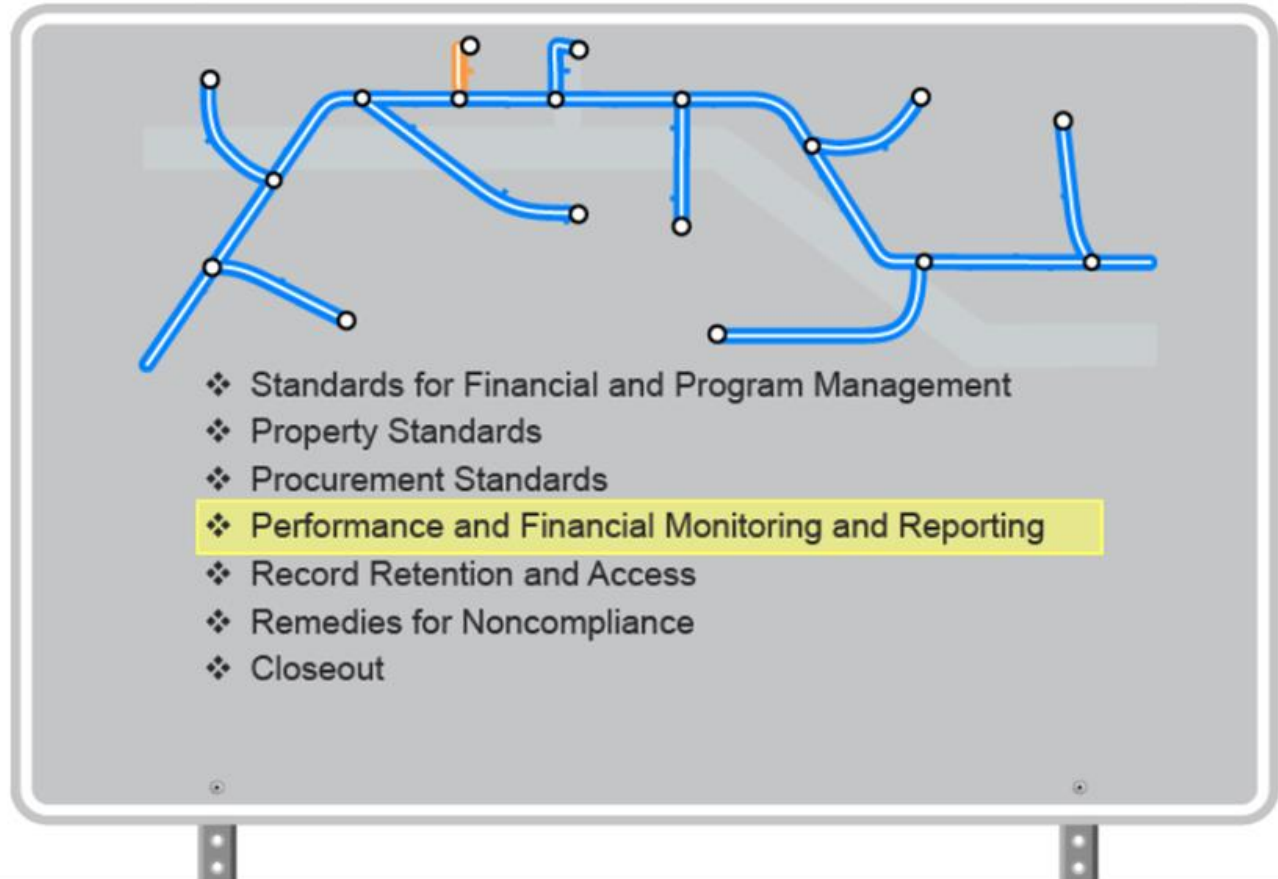 ❖ Standards for Financial and Program Management
❖ Property Standards
❖ Procurement Standards
❖ Performance and Financial Monitoring and Reporting
❖ Record Retention and Access
❖ Remedies for Noncompliance
❖ Closeout